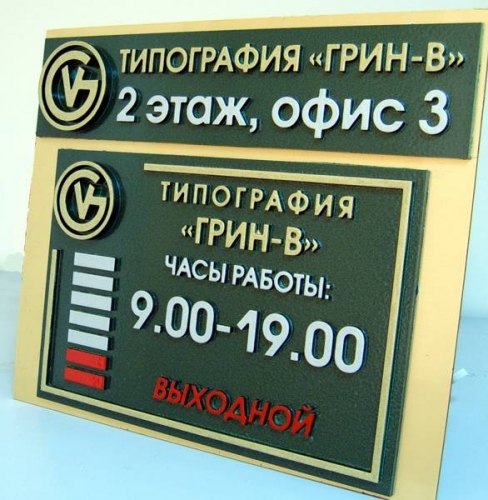 ТИПОГРАФИЯ «ГРИН-В»
2 этаж, офис 3
ТИПОГРАФИЯ
«ГРИН-В»
ЧАСЫ РАБОТЫ:
9.00-19.00
ВЫХОДНОЙ